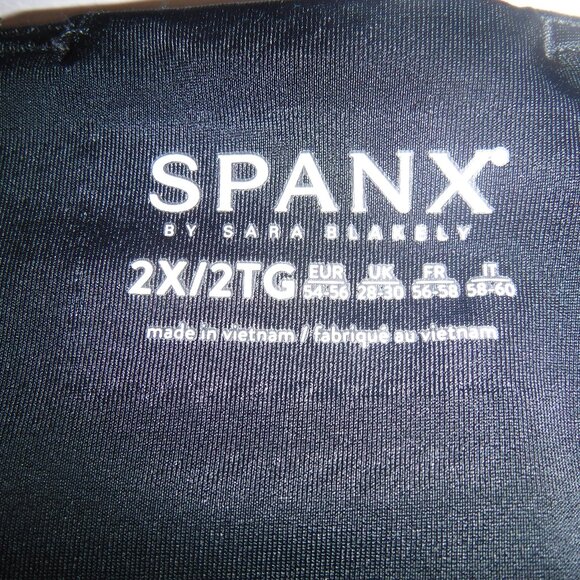 SPANX®
BY SARA BLAKELY
2X/2TG EUR 54-56 UK 28-30 FR 56-58 IT 58-60
made in vietnam / fabriqué au vietnam